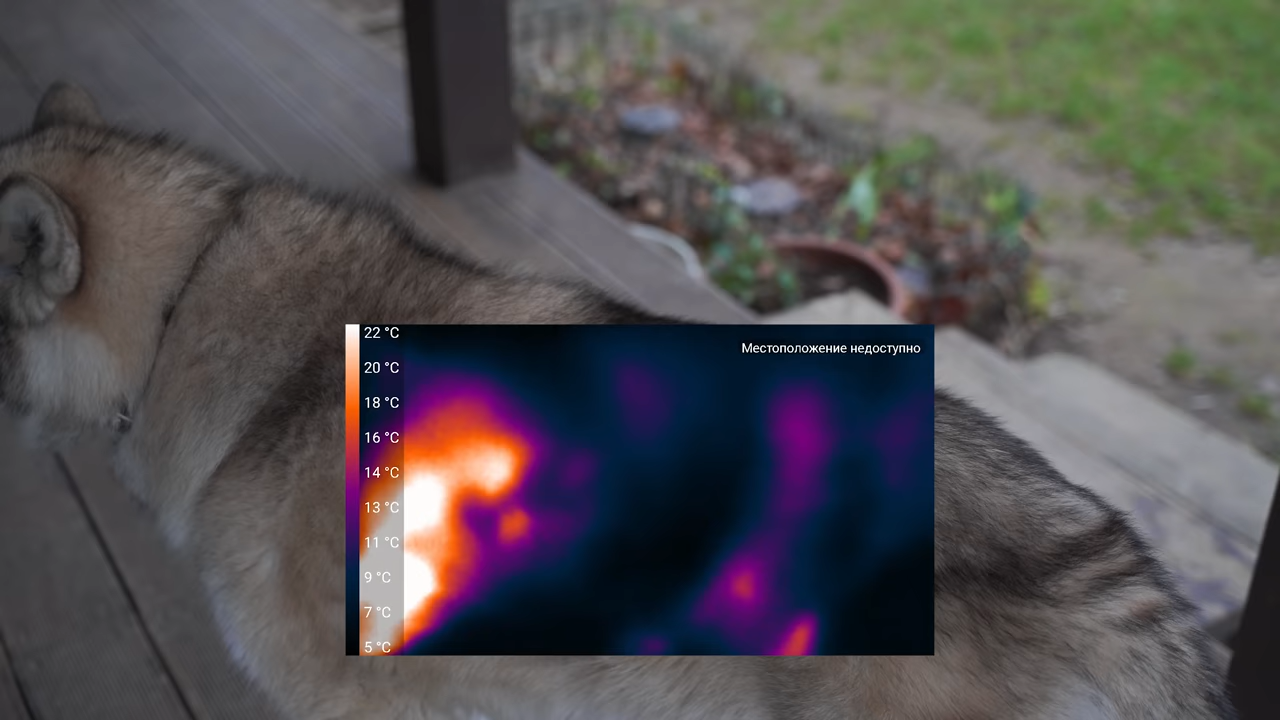 22 °C
Местоположение недоступно
20 °C
18 °C
16 °C
14 °C
13 °C
11 °C
9 °C
7 °C
5 °C